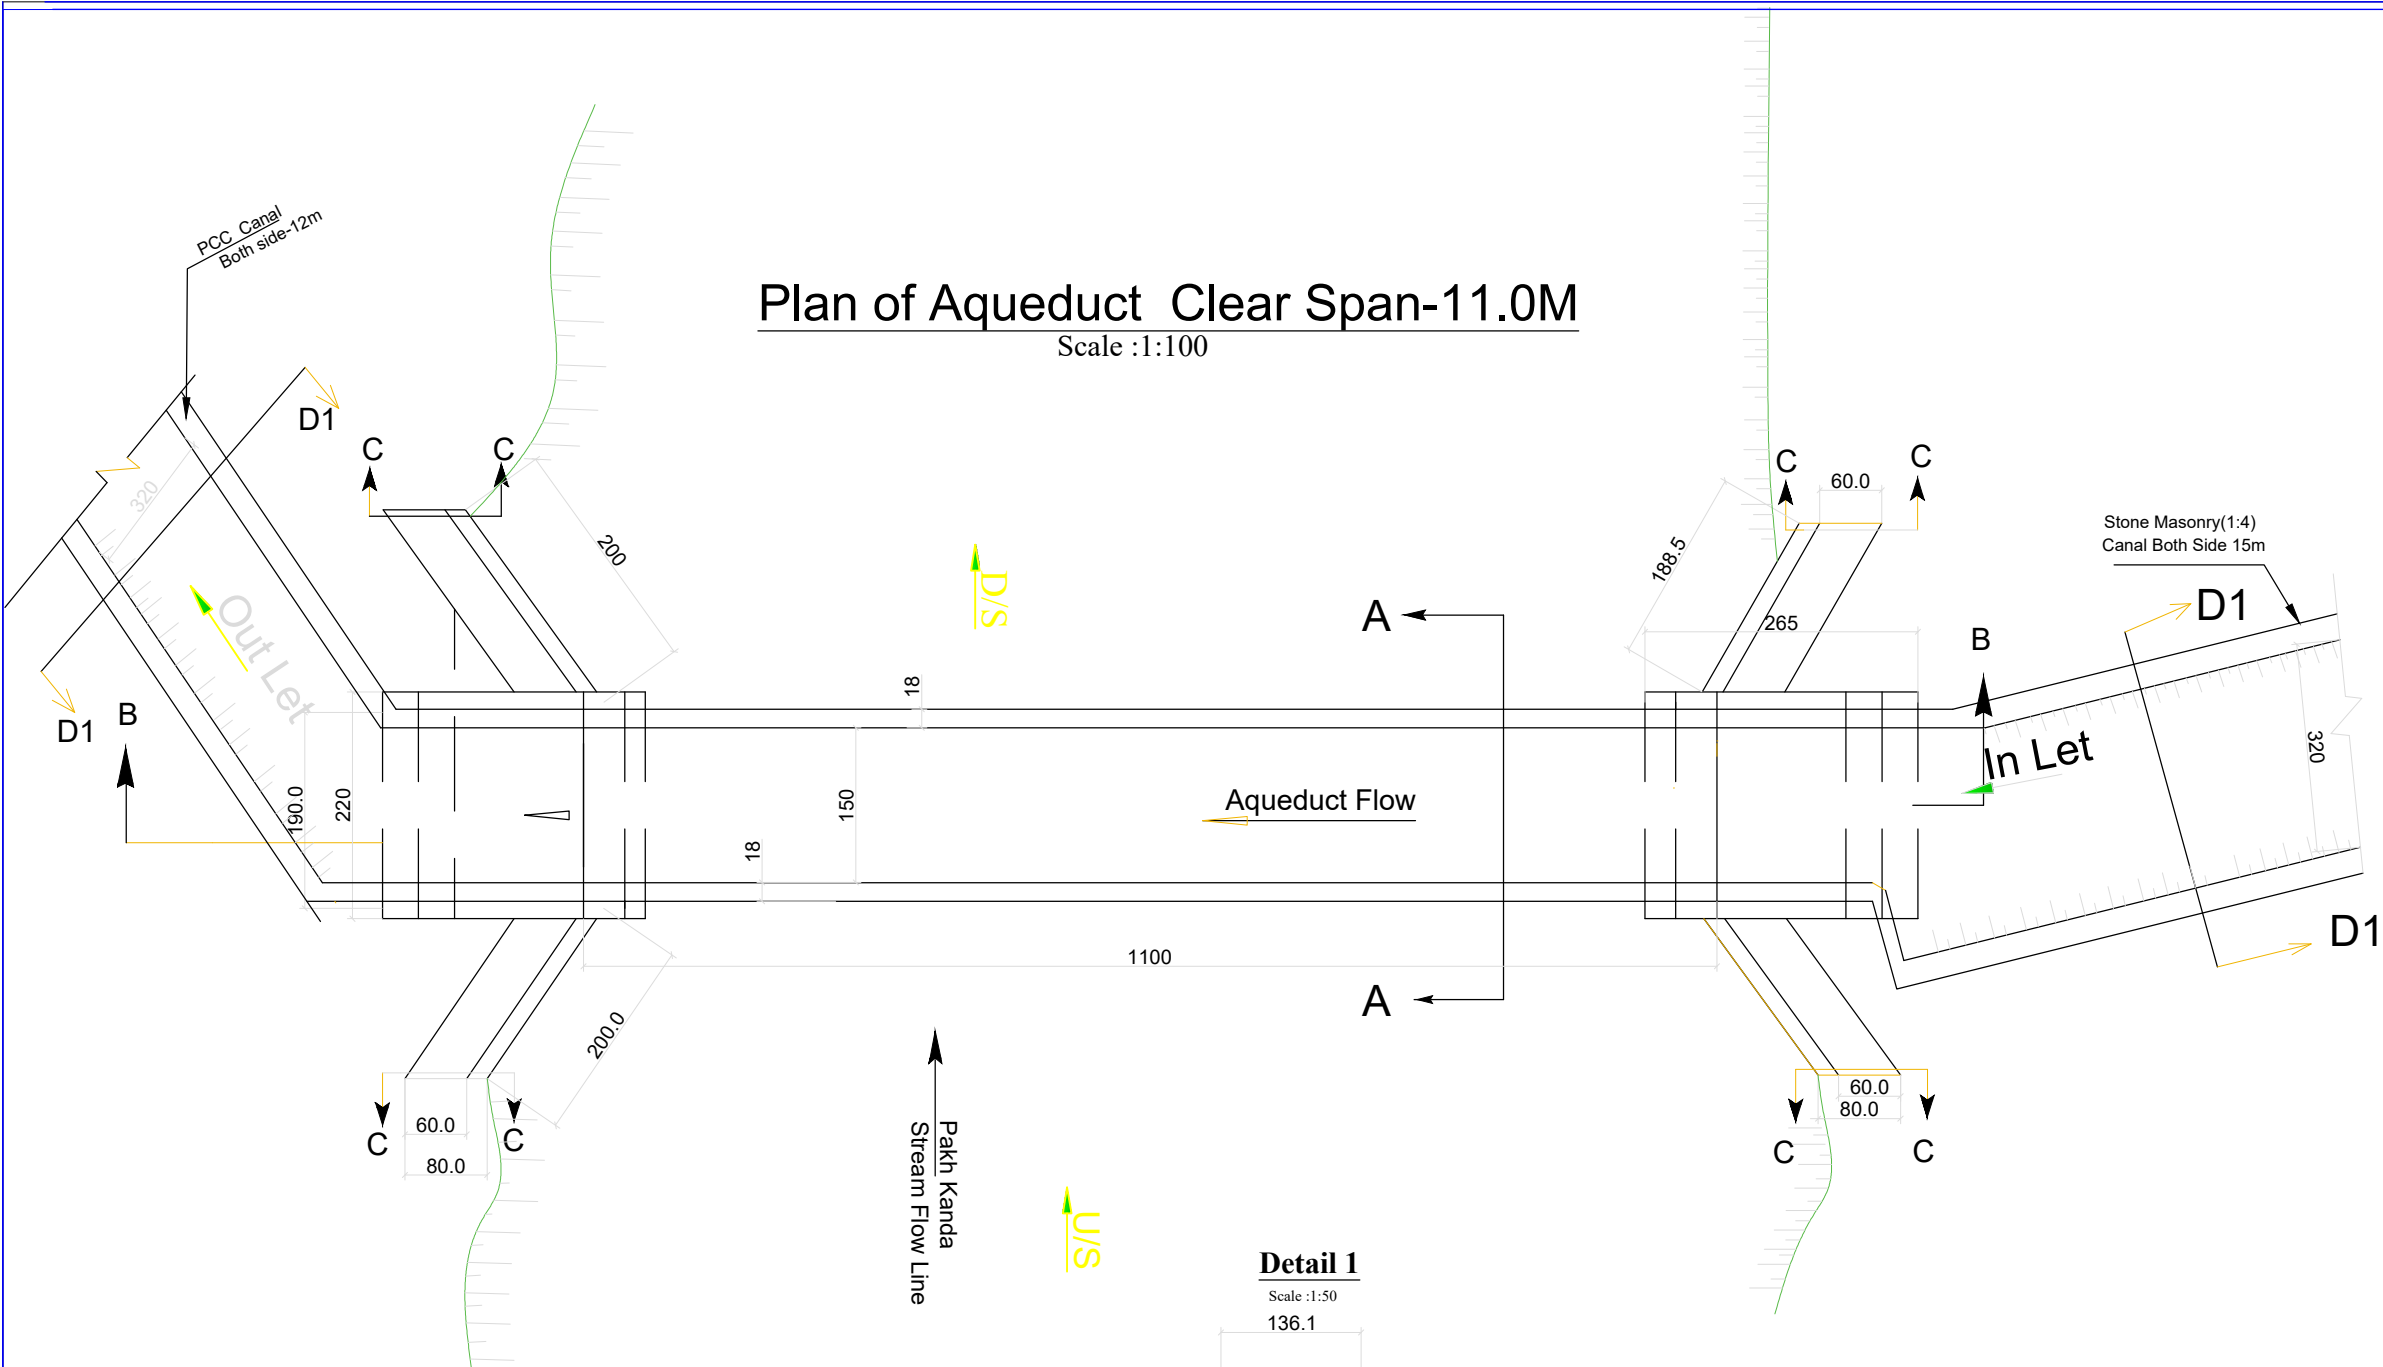 PCC Canal
Both side-12m
Plan of Aqueduct Clear Span-11.0M
Scale :1:100
D1
C
C
C
C
60.0
320
200
188.5
Stone Masonry(1:4)
Canal Both Side 15m
D/S
Out Let
A
265
D1
B
18
D1
B
In Let
320
190.0
220
150
Aqueduct Flow
18
D1
1100
A
200.0
60.0
80.0
C
C
60.0
80.0
C
C
Pakh Kanda
Stream Flow Line
U/S
Detail 1
Scale :1:50
136.1